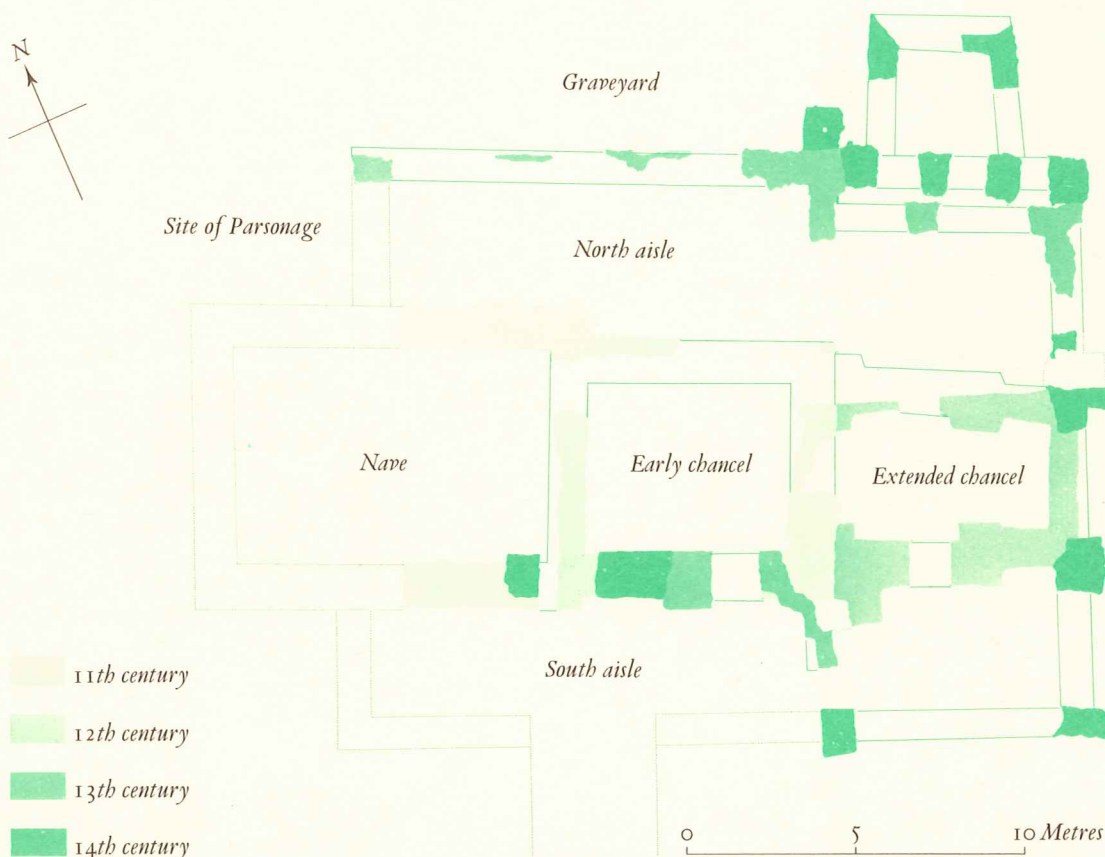 N
Graveyard
Site of Parsonage
North aisle
Nave
Early chancel
Extended chancel
South aisle
11th century
12th century
13th century
14th century
0 5 10 Metres